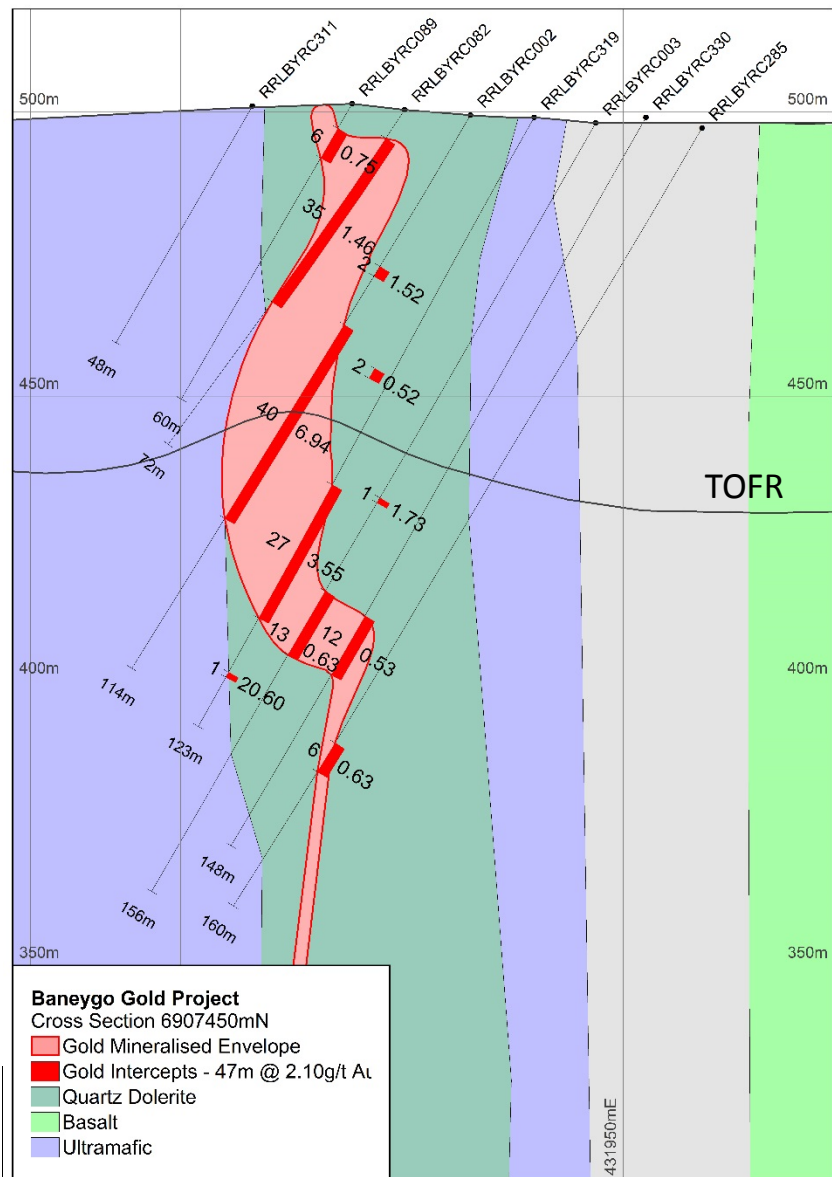 RRLBYRC311
RRLBYRC089
RRLBYRC082
RRLBYRC002
RRLBYRC319
RRLBYRC003
RRLBYRC330
RRLBYRC285
500m
500m
6
0.75
35
1.46
2
1.52
48m
2
0.52
450m
450m
60m
72m
40
6.94
TOFR
1
1.73
27
3.55
13
0.63
12
0.53
400m
400m
114m
1
20.60
123m
6
0.63
148m
156m
160m
350m
350m
Baneygo Gold Project
Cross Section 6907450mN
Gold Mineralised Envelope
Gold Intercepts - 47m @ 2.10g/t Au
Quartz Dolerite
Basalt
Ultramafic
431950mE